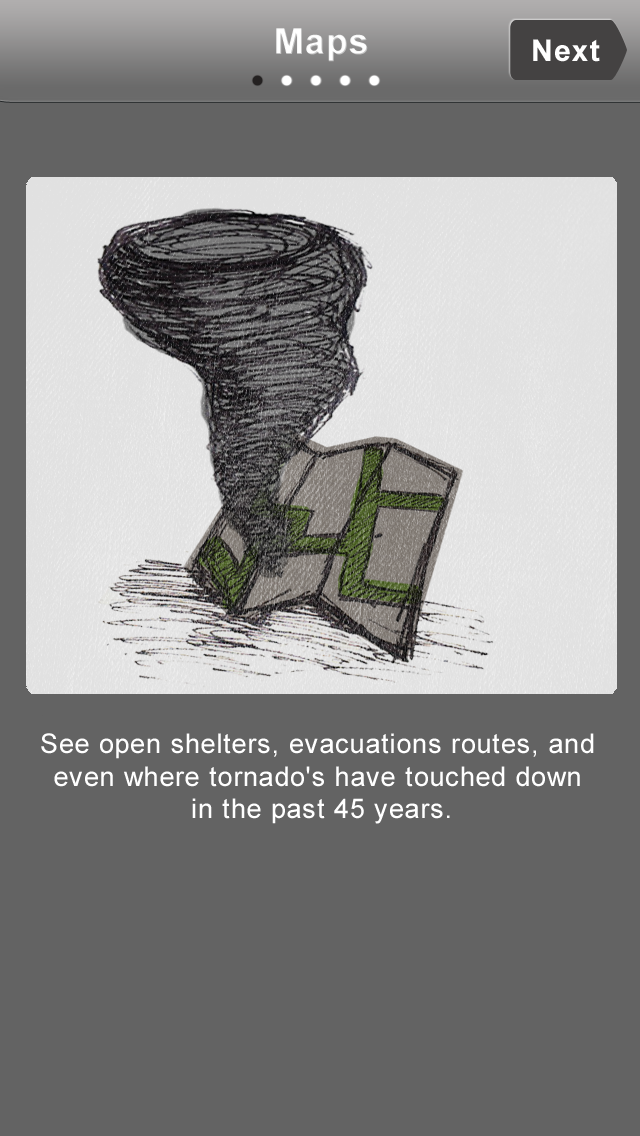 Maps
Next
See open shelters, evacuations routes, and
even where tornado's have touched down
in the past 45 years.